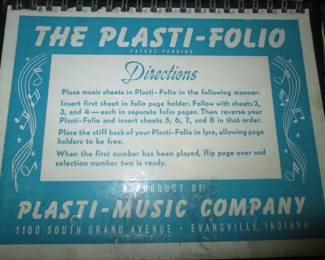 THE PLASTI-FOLIO
PATENT PENDING
Directions
Place music sheets in Plasti-Folio in the following manner:
Insert first sheet in folio page holder. Follow with sheets 2,
3, and 4—each in separate folio pages. Then reverse your
Plasti-Folio and insert sheets 5, 6, 7, and 8 in that order.
Place the stiff back of your Plasti-Folio in lyre, allowing page
holders to be free.
When the first number has been played, flip page over and
selection number two is ready.
A PRODUCT OF
PLASTI-MUSIC COMPANY
1100 SOUTH GRAND AVENUE - EVANSVILLE, INDIANA